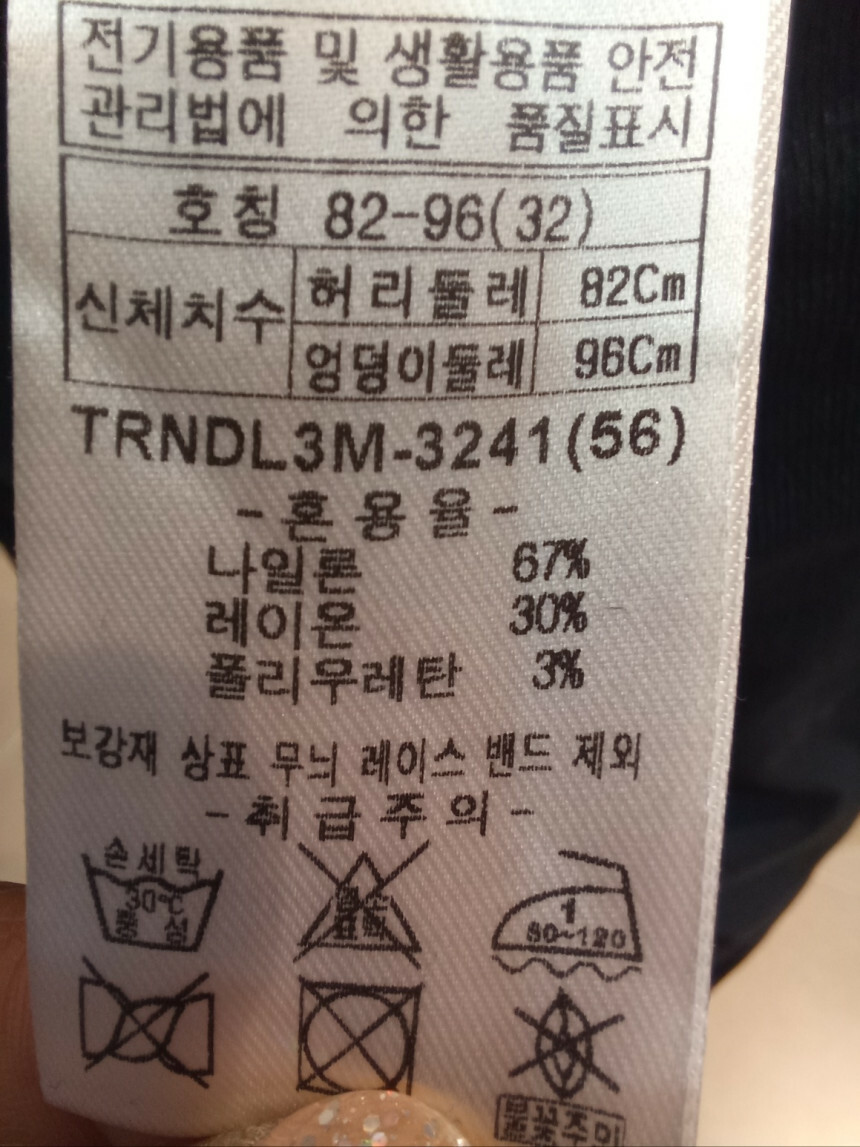 전기용품 및 생활용품 안전
관리법에 의한 품질표시
호칭 82-96(32)
신체치수 허리둘레 82Cm
엉덩이둘레 96Cm
TRNDL3M-3241(56)
- 혼용율 -
나일론 67%
레이온 30%
폴리우레탄 3%
보강재 상표 무늬 레이스 밴드 제외
- 취급주의 -
손세탁
30℃
중성
1
80~120